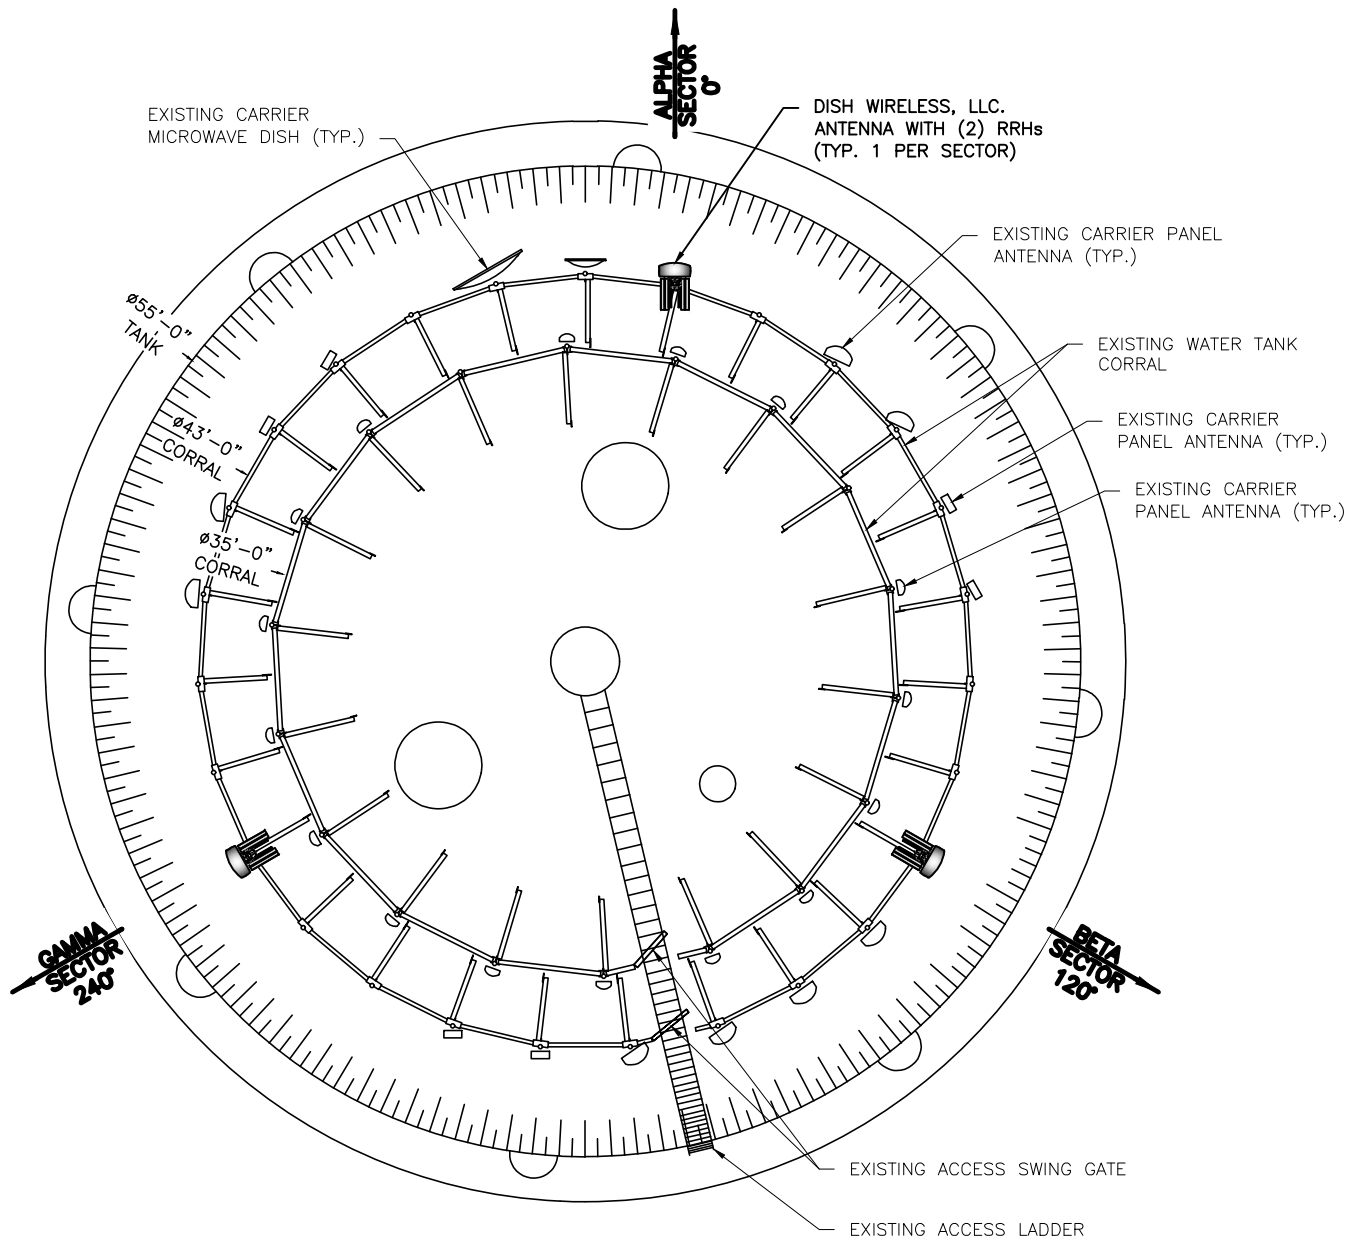 ALPHA
SECTOR
0°
EXISTING CARRIER
MICROWAVE DISH (TYP.)
DISH WIRELESS, LLC.
ANTENNA WITH (2) RRHs
(TYP. 1 PER SECTOR)
EXISTING CARRIER PANEL
ANTENNA (TYP.)
ø55'-0"
TANK
EXISTING WATER TANK
CORRAL
ø43'-0"
CORRAL
EXISTING CARRIER
PANEL ANTENNA (TYP.)
EXISTING CARRIER
PANEL ANTENNA (TYP.)
ø35'-0"
CORRAL
GAMMA
SECTOR
240°
BETA
SECTOR
120°
EXISTING ACCESS SWING GATE
EXISTING ACCESS LADDER